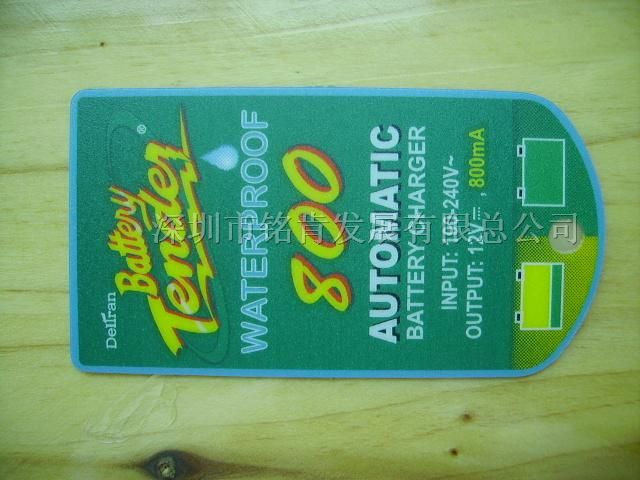 Deltran
Battery
Tender®
WATERPROOF
800
AUTOMATIC
BATTERY CHARGER
INPUT: 100-240V~
OUTPUT: 12V⎓, 800mA
深圳市铭肯发展有限总公司